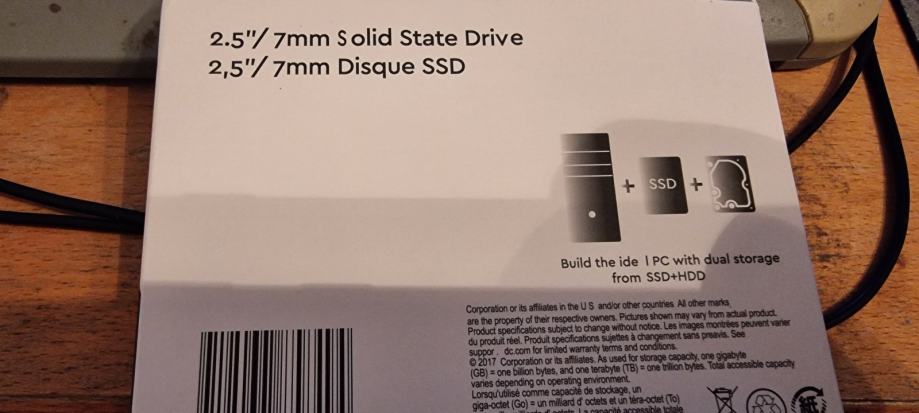 2.5"/ 7mm Solid State Drive
2,5"/ 7mm Disque SSD
SSD
Build the ide l PC with dual storage
from SSD+HDD
Corporation or its affiliates in the U S and/or other countries. All other marks
are the property of their respective owners. Pictures shown may vary from actual product.
Product specifications subject to change without notice. Les images montrées peuvent varier
du produit réel. Produit specifications sujettes à changement sans preavis. See
suppor . dc.com for limited warranty terms and conditions.
© 2017 Corporation or its affiliates. As used for storage capacity, one gigabyte
(GB) = one billion bytes, and one terabyte (TB) = one trillion bytes. Total accessible capacity
varies depending on operating environment.
Lorsqu'utilisé comme capacité de stockage, un
giga-octet (Go) = un milliard d' octets et un téra-octet (To)